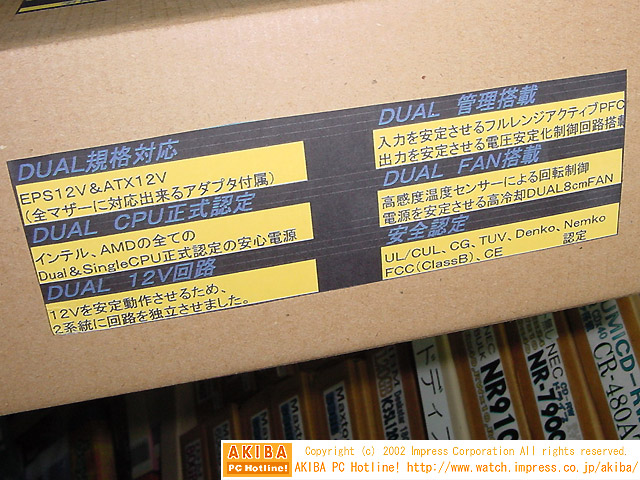 DUAL規格対応
EPS12V&ATX12V
(全マザーに対応出来るアダプタ付属)
DUAL CPU正式認定
インテル、AMDの全ての
Dual&SingleCPU正式認定の安心電源
DUAL 12V回路
12Vを安定動作させるため、
2系統に回路を独立させました。
DUAL 管理搭載
入力を安定させるフルレンジアクティブPFC
出力を安定させる電圧安定化制御回路搭載
DUAL FAN搭載
高感度温度センサーによる回転制御
電源を安定させる高冷却DUAL8cmFAN
安全認定
UL/CUL、CG、TUV、Denko、Nemko
FCC(ClassB)、CE 認定
トディ
NEC
NR910
NEC
NR-790
CR-480A
AKIBA
PC Hotline!
Copyright (c) 2002 Impress Corporation All rights reserved.
AKIBA PC Hotline! http://www.watch.impress.co.jp/akiba/